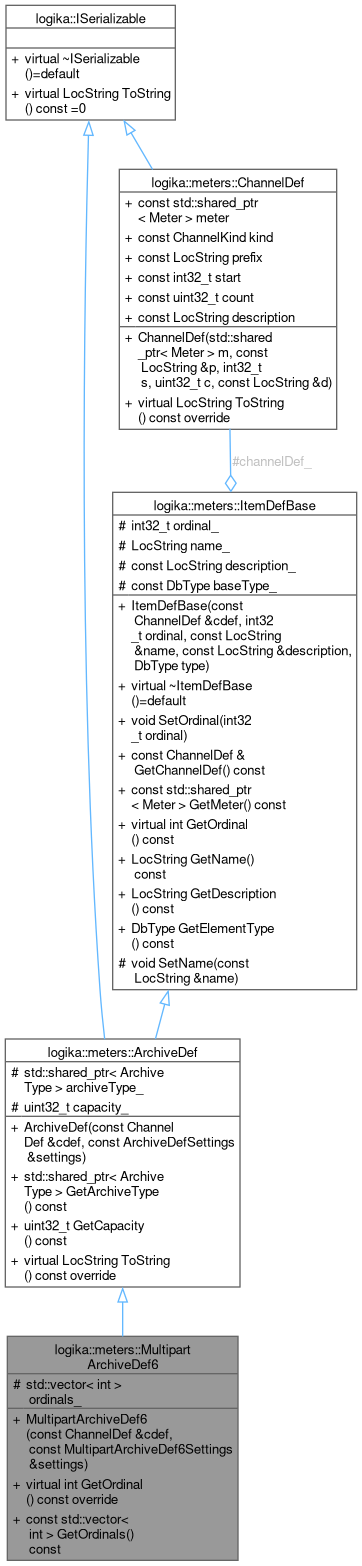 logika::ISerializable
+ virtual ~ISerializable
()=default
+ virtual LocString ToString
() const =0
logika::meters::ChannelDef
+ const std::shared_ptr
< Meter > meter
+ const ChannelKind kind
+ const LocString prefix
+ const int32_t start
+ const uint32_t count
+ const LocString description
+ ChannelDef(std::shared
_ptr< Meter > m, const
LocString &p, int32_t
s, uint32_t c, const LocString &d)
+ virtual LocString ToString
() const override
#channelDef_
logika::meters::ItemDefBase
# int32_t ordinal_
# LocString name_
# const LocString description_
# const DbType baseType_
+ ItemDefBase(const
ChannelDef &cdef, int32
_t ordinal, const LocString
&name, const LocString &description,
DbType type)
+ virtual ~ItemDefBase
()=default
+ void SetOrdinal(int32
_t ordinal)
+ const ChannelDef &
GetChannelDef() const
+ const std::shared_ptr
< Meter > GetMeter() const
+ virtual int GetOrdinal
() const
+ LocString GetName()
const
+ LocString GetDescription
() const
+ DbType GetElementType
() const
# void SetName(const
LocString &name)
logika::meters::ArchiveDef
# std::shared_ptr< Archive
Type > archiveType_
# uint32_t capacity_
+ ArchiveDef(const Channel
Def &cdef, const ArchiveDefSettings
&settings)
+ std::shared_ptr< Archive
Type > GetArchiveType
() const
+ uint32_t GetCapacity
() const
+ virtual LocString ToString
() const override
logika::meters::Multipart
ArchiveDef6
# std::vector< int >
ordinals_
+ MultipartArchiveDef6
(const ChannelDef &cdef,
const MultipartArchiveDef6Settings
&settings)
+ virtual int GetOrdinal
() const override
+ const std::vector<
int > GetOrdinals()
const